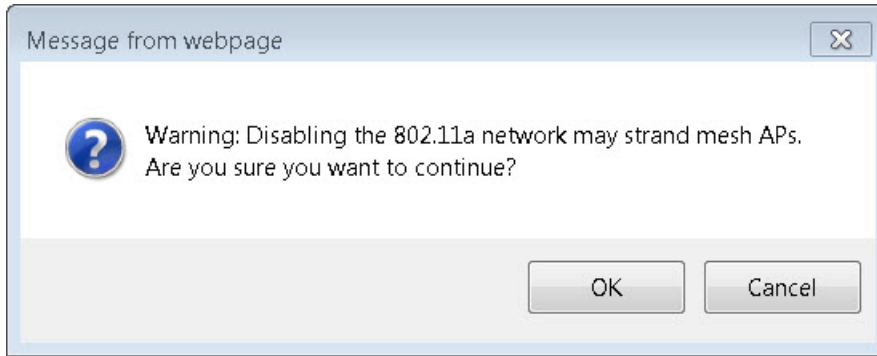 Message from webpage
Warning: Disabling the 802.11a network may strand mesh APs.
Are you sure you want to continue?
OK
Cancel